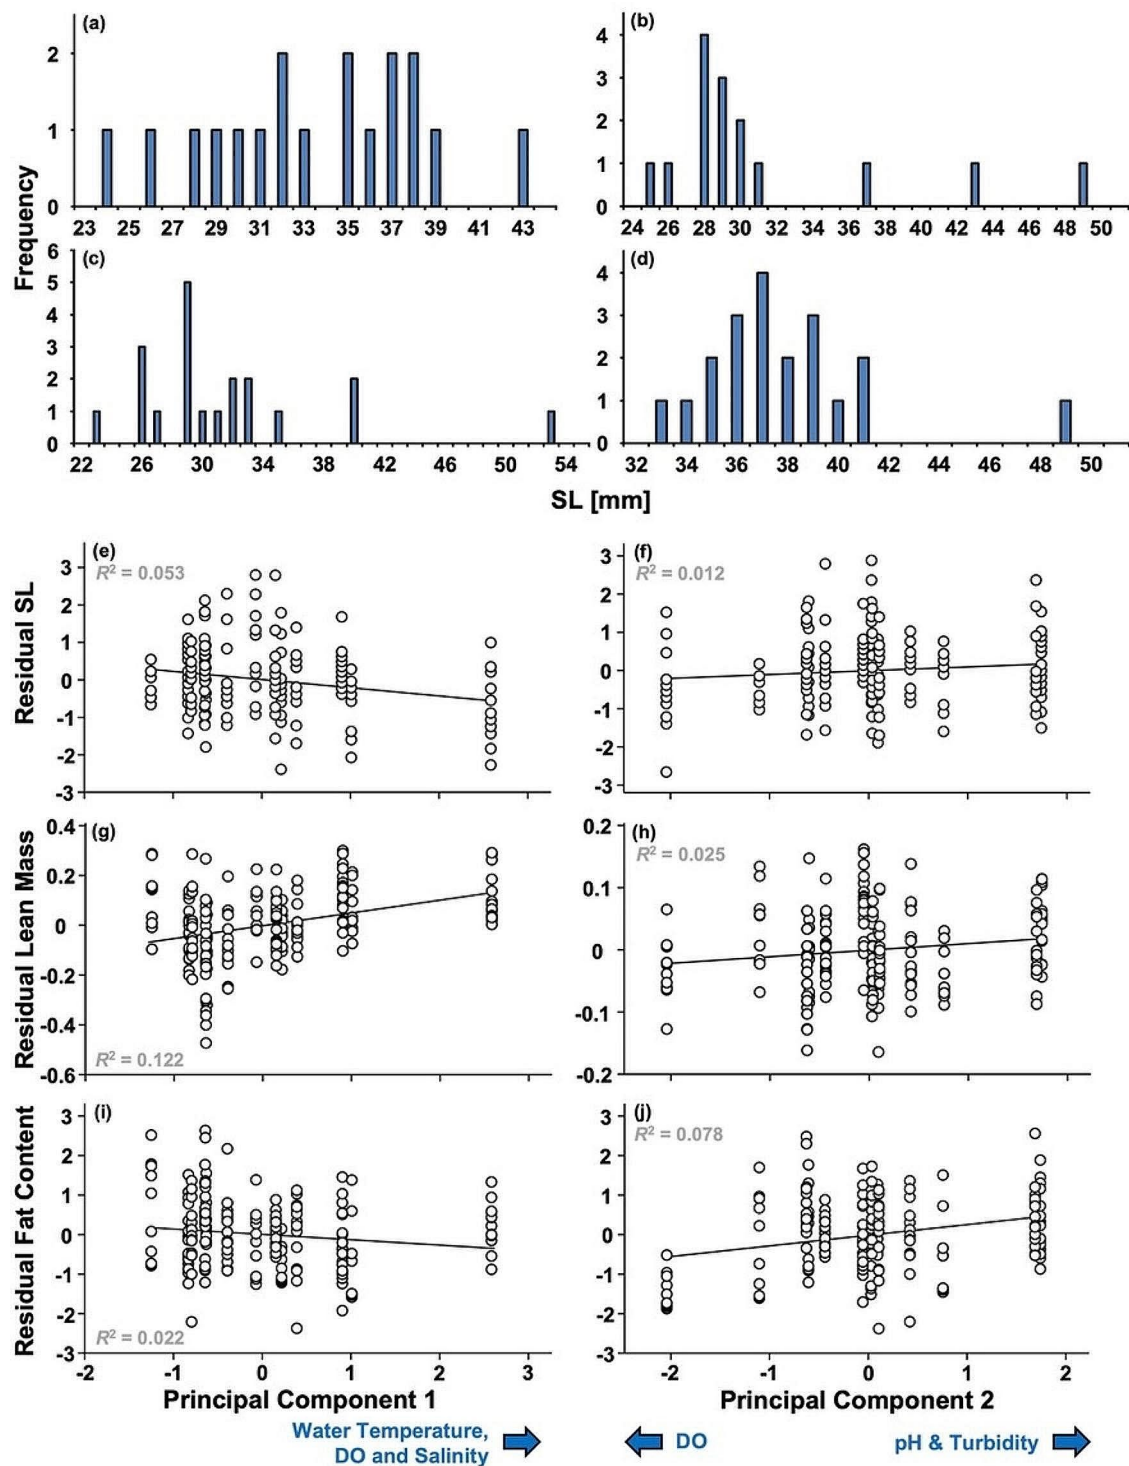 (a)
2
1
0
23 25 27 29 31 33 35 37 39 41 43
(b)
4
3
2
1
0
24 26 28 30 32 34 36 37 41 43 44 46 49 50
Frequency
(c)
6
5
4
3
2
1
0
22 26 30 34 38 42 46 50 54
(d)
4
3
2
1
0
32 34 36 38 40 42 44 46 48 50
SL [mm]
(e)
R² = 0.053
3
2
1
0
-1
-2
-3
Residual SL
(f)
R² = 0.012
3
2
1
0
-1
-2
-3
(g)
R² = 0.122
0.4
0.2
0
-0.2
-0.4
-0.6
Residual Lean Mass
(h)
R² = 0.025
0.2
0.1
0
-0.1
-0.2
(i)
R² = 0.022
3
2
1
0
-1
-2
-3
Residual Fat Content
-2 -1 0 1 2 3
Principal Component 1
(j)
R² = 0.078
3
2
1
0
-1
-2
-3
-2 -1 0 1 2
Principal Component 2
Water Temperature,
DO and Salinity
DO
pH & Turbidity